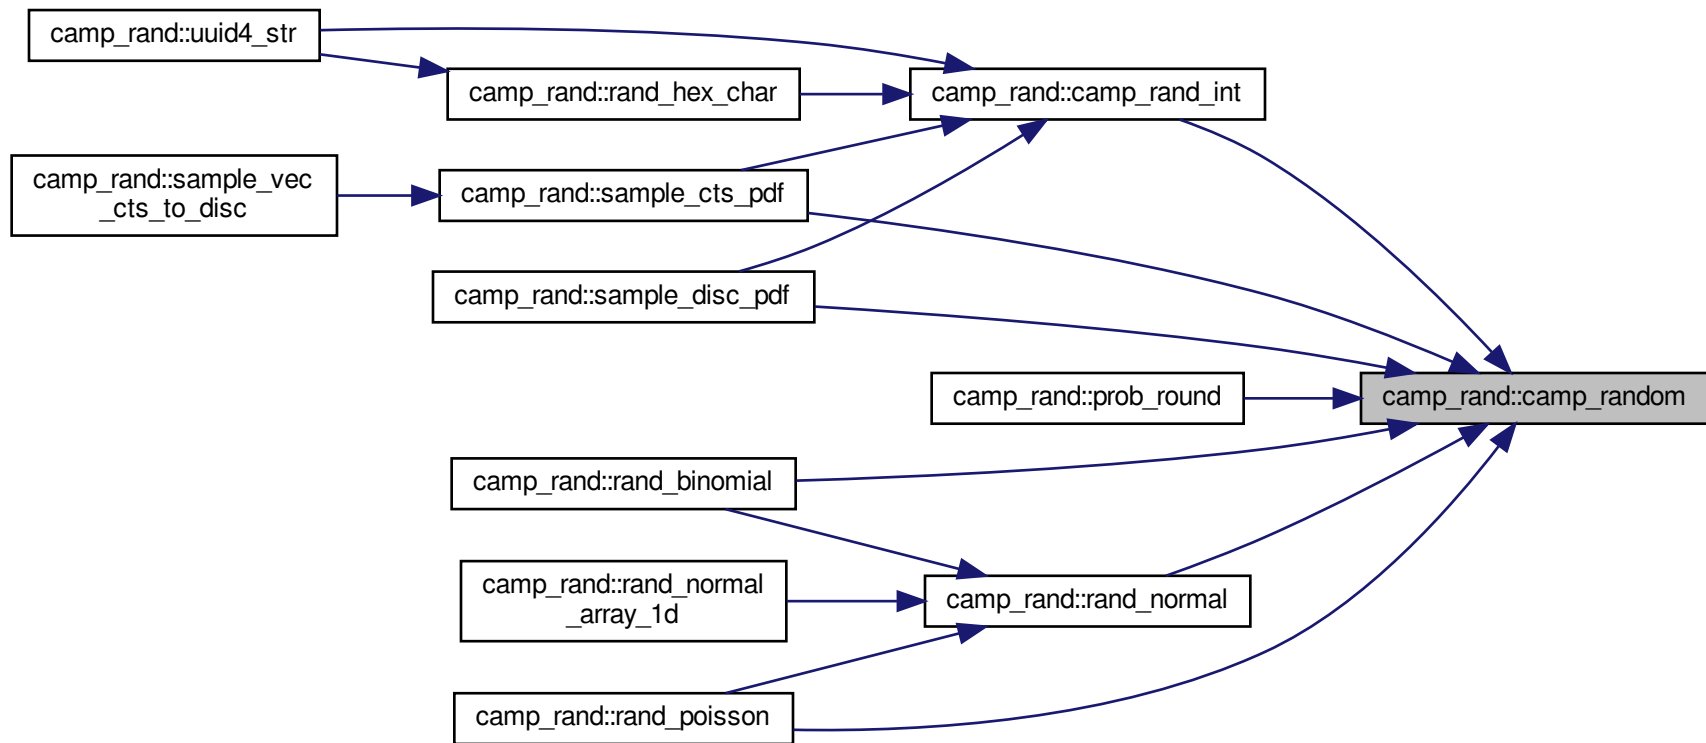 camp_rand::uuid4_str
camp_rand::rand_hex_char
camp_rand::camp_rand_int
camp_rand::sample_vec
_cts_to_disc
camp_rand::sample_cts_pdf
camp_rand::sample_disc_pdf
camp_rand::prob_round
camp_rand::camp_random
camp_rand::rand_binomial
camp_rand::rand_normal
_array_1d
camp_rand::rand_normal
camp_rand::rand_poisson